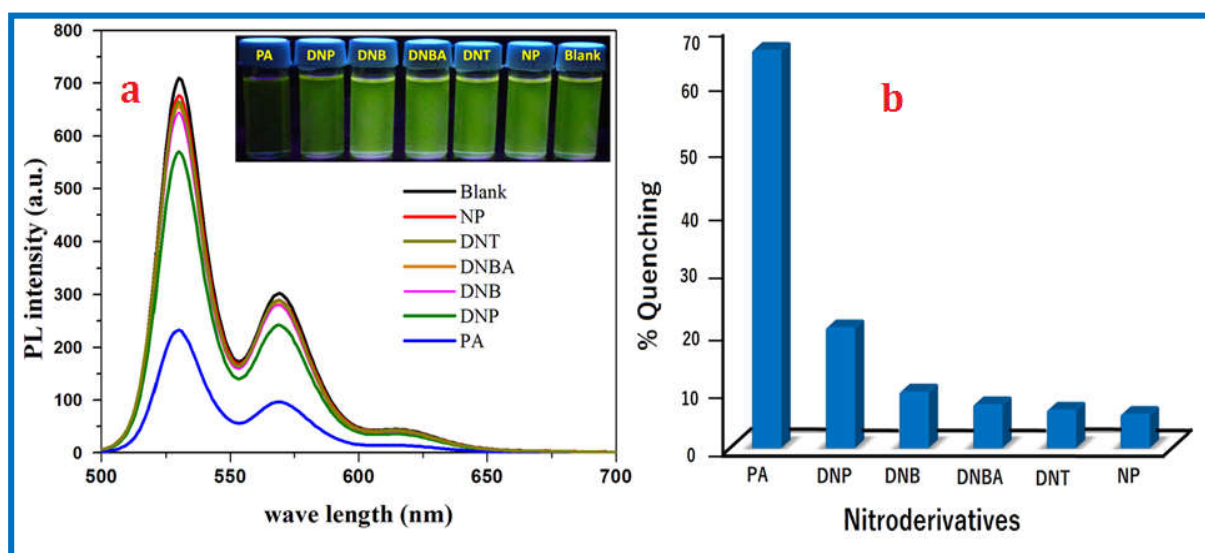 a
PL intensity (a.u.)
800
700
600
500
400
300
200
100
0
500 550 600 650 700
wave length (nm)
PA DNP DNB DNBA DNT NP Blank
Blank
NP
DNT
DNBA
DNB
DNP
PA
b
% Quenching
70
60
50
40
30
20
10
0
PA DNP DNB DNBA DNT NP
Nitroderivatives